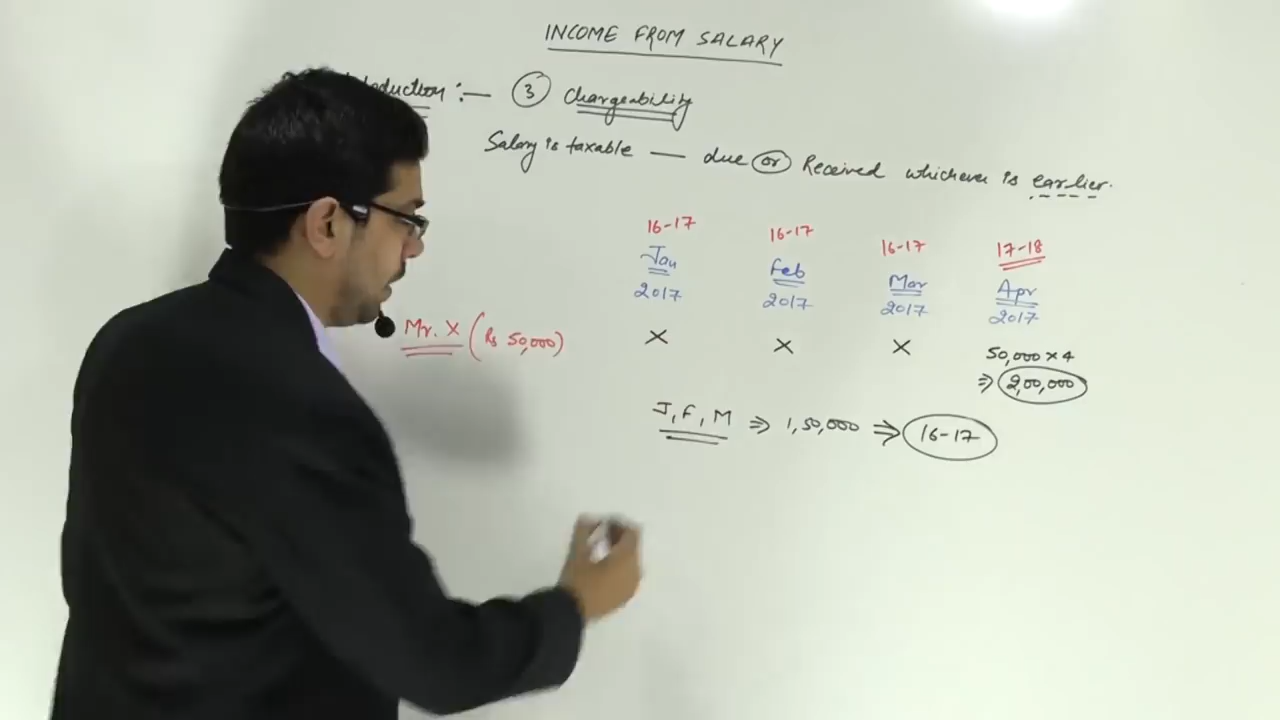 INCOME FROM SALARY
:— ③ Chargeability
Salary is taxable — due or Received whichever is earlier.
16-17 16-17 16-17 17-18
Jan Feb Mar Apr
2017 2017 2017 2017
Mr. X (Rs 50,000) X X X 50,000 x 4
⇒ 2,00,000
J, F, M ⇒ 1,50,000 ⇒ 16-17